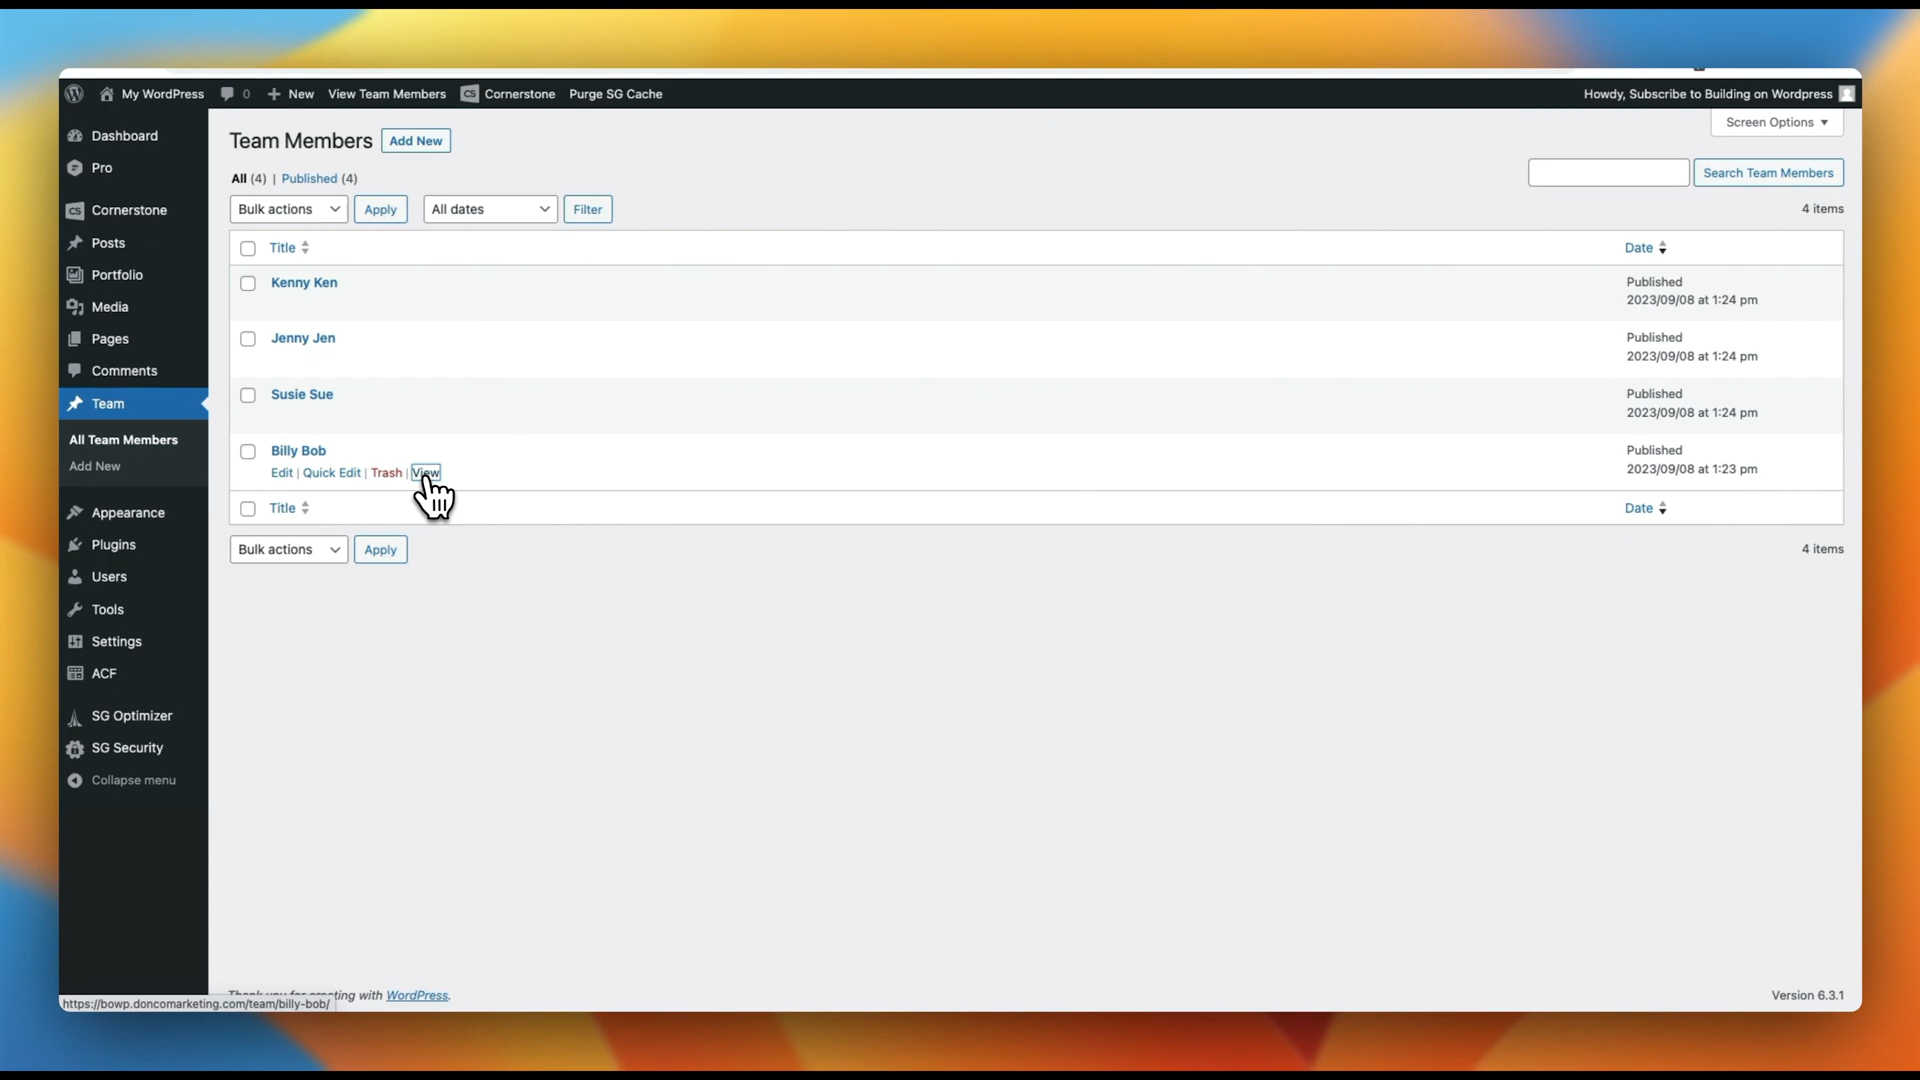 My WordPress 0 New View Team Members CS Cornerstone Purge SG Cache Howdy, Subscribe to Building on Wordpress
Screen Options
Dashboard
Pro
CS Cornerstone
Posts
Portfolio
Media
Pages
Comments
Team
All Team Members
Add New
Appearance
Plugins
Users
Tools
Settings
ACF
SG Optimizer
SG Security
Collapse menu
Team Members Add New
All (4) | Published (4)
Search Team Members
Bulk actions Apply All dates Filter 4 items
Title Date
Kenny Ken Published
2023/09/08 at 1:24 pm
Jenny Jen Published
2023/09/08 at 1:24 pm
Susie Sue Published
2023/09/08 at 1:24 pm
Billy Bob Published
Edit | Quick Edit | Trash | View 2023/09/08 at 1:23 pm
Title Date
Bulk actions Apply 4 items
Thank you for creating with WordPress. Version 6.3.1
https://bowp.doncomarketing.com/team/billy-bob/